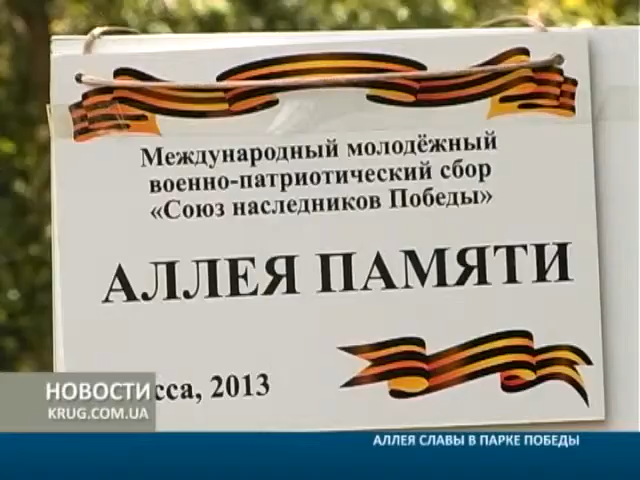 Международный молодёжный
военно-патриотический сбор
«Союз наследников Победы»
АЛЛЕЯ ПАМЯТИ
сса, 2013
НОВОСТИ
KRUG.COM.UA
АЛЛЕЯ СЛАВЫ В ПАРКЕ ПОБЕДЫ